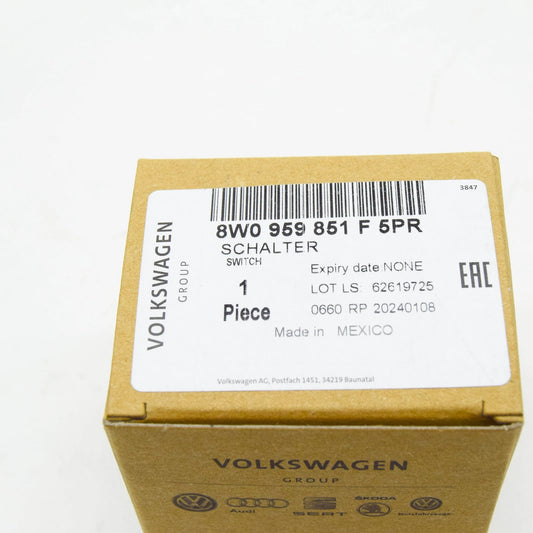 3847
8W0 959 851 F 5PR
SCHALTER
SWITCH
Expiry date:NONE
1
LOT LS: 62619725
Piece
0660 RP 20240108
Made in MEXICO
VOLKSWAGEN
GROUP
EAC
Volkswagen AG, Postfach 1451, 34219 Baunatal
VOLKSWAGEN
GROUP
Audi
SEAT
ŠKODA